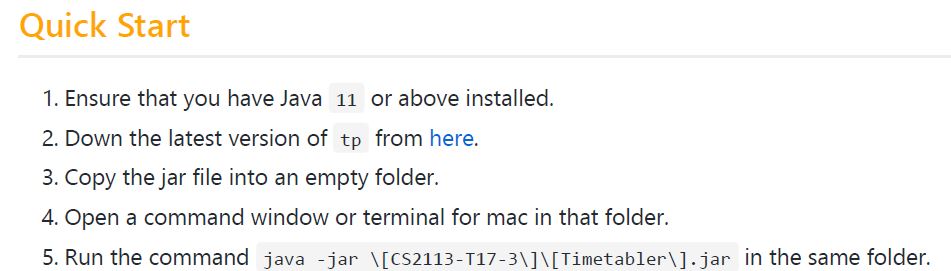 Quick Start
1. Ensure that you have Java 11 or above installed.
2. Down the latest version of tp from here.
3. Copy the jar file into an empty folder.
4. Open a command window or terminal for mac in that folder.
5. Run the command java -jar \[CS2113-T17-3\]\[Timetabler\].jar in the same folder.